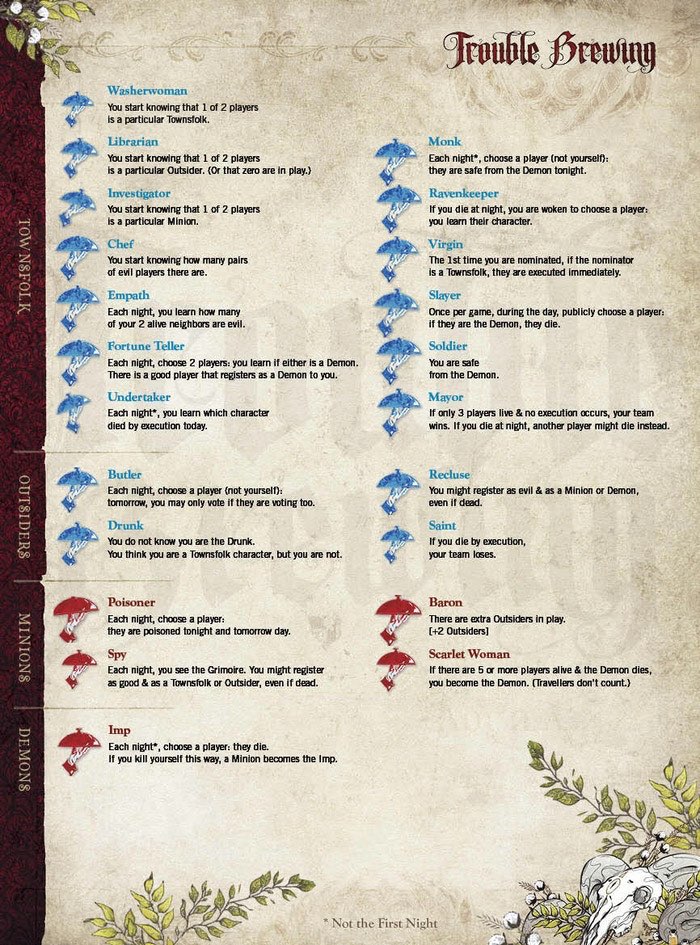 Trouble Brewing
TOWNSFOLK
Washerwoman
You start knowing that 1 of 2 players
is a particular Townsfolk.
Librarian
You start knowing that 1 of 2 players
is a particular Outsider. (Or that zero are in play.)
Investigator
You start knowing that 1 of 2 players
is a particular Minion.
Chef
You start knowing how many pairs
of evil players there are.
Empath
Each night, you learn how many
of your 2 alive neighbors are evil.
Fortune Teller
Each night, choose 2 players: you learn if either is a Demon.
There is a good player that registers as a Demon to you.
Undertaker
Each night*, you learn which character
died by execution today.
Monk
Each night*, choose a player (not yourself):
they are safe from the Demon tonight.
Ravenkeeper
If you die at night, you are woken to choose a player:
you learn their character.
Virgin
The 1st time you are nominated, if the nominator
is a Townsfolk, they are executed immediately.
Slayer
Once per game, during the day, publicly choose a player:
if they are the Demon, they die.
Soldier
You are safe
from the Demon.
Mayor
If only 3 players live & no execution occurs, your team
wins. If you die at night, another player might die instead.
OUTSIDERS
Butler
Each night, choose a player (not yourself):
tomorrow, you may only vote if they are voting too.
Drunk
You do not know you are the Drunk.
You think you are a Townsfolk character, but you are not.
Recluse
You might register as evil & as a Minion or Demon,
even if dead.
Saint
If you die by execution,
your team loses.
MINIONS
Poisoner
Each night, choose a player:
they are poisoned tonight and tomorrow day.
Spy
Each night, you see the Grimoire. You might register
as good & as a Townsfolk or Outsider, even if dead.
Baron
There are extra Outsiders in play.
[+2 Outsiders]
Scarlet Woman
If there are 5 or more players alive & the Demon dies,
you become the Demon. (Travellers don't count.)
DEMONS
Imp
Each night*, choose a player: they die.
If you kill yourself this way, a Minion becomes the Imp.
* Not the First Night